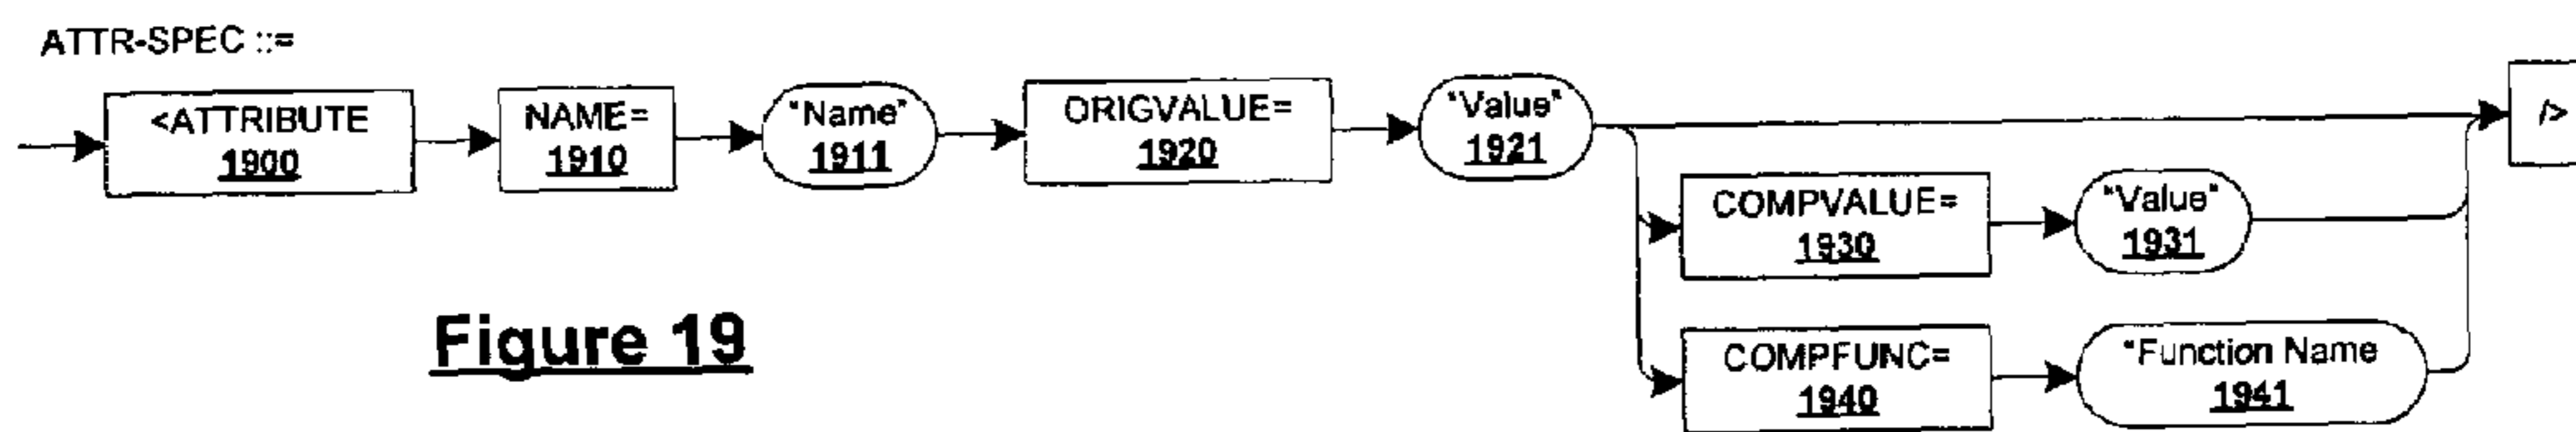 ATTR-SPEC ::=
<ATTRIBUTE
1900
NAME=
1910
"Name"
1911
ORIGVALUE=
1920
"Value"
1921
/>
COMPVALUE=
1930
"Value"
1931
COMPFUNC=
1940
"Function Name
1941
Figure 19